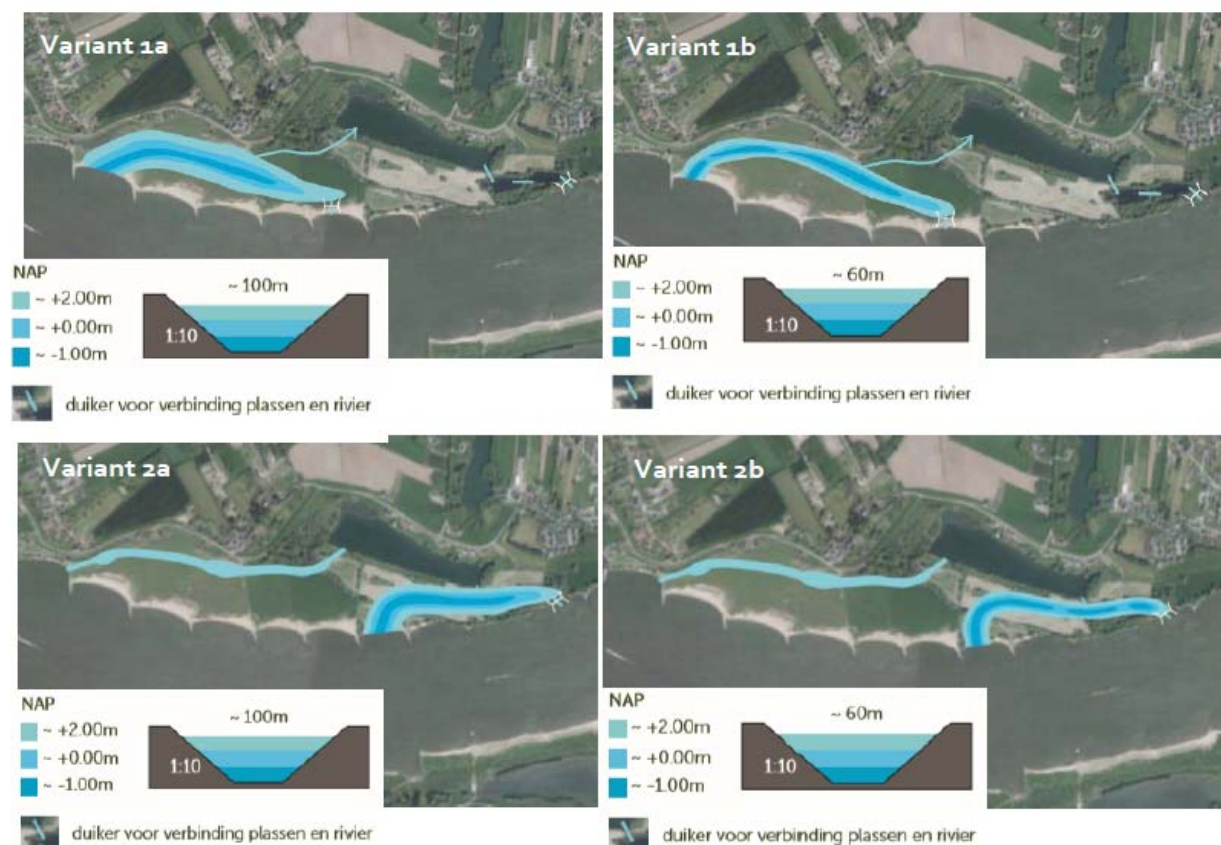 Variant 1a
NAP
~ +2.00m
~ +0.00m
~ -1.00m
~ 100m
1:10
duiker voor verbinding plassen en rivier
Variant 1b
NAP
~ +2.00m
~ +0.00m
~ -1.00m
~ 60m
1:10
duiker voor verbinding plassen en rivier
Variant 2a
NAP
~ +2.00m
~ +0.00m
~ -1.00m
~ 100m
1:10
duiker voor verbinding plassen en rivier
Variant 2b
NAP
~ +2.00m
~ +0.00m
~ -1.00m
~ 60m
1:10
duiker voor verbinding plassen en rivier